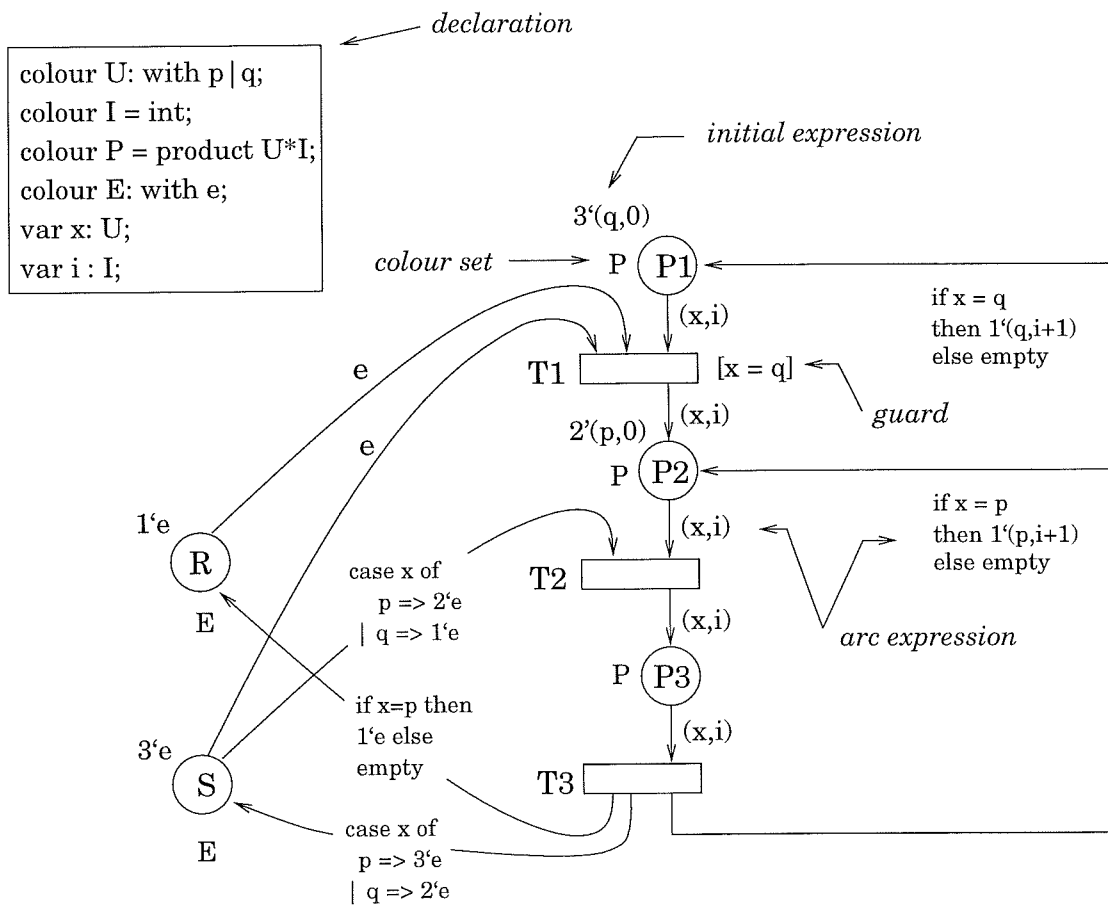 declaration
colour U: with p | q;
colour I = int;
colour P = product U*I;
colour E: with e;
var x: U;
var i : I;
initial expression
3‘(q,0)
colour set
P
P1
(x,i)
if x = q
then 1‘(q,i+1)
else empty
e
T1
[x = q]
guard
e
(x,i)
2’(p,0)
P
P2
(x,i)
if x = p
then 1‘(p,i+1)
else empty
1‘e
R
E
case x of
p => 2‘e
| q => 1‘e
T2
(x,i)
arc expression
P
P3
if x=p then
1‘e else
empty
(x,i)
3‘e
S
E
T3
case x of
p => 3‘e
| q => 2‘e